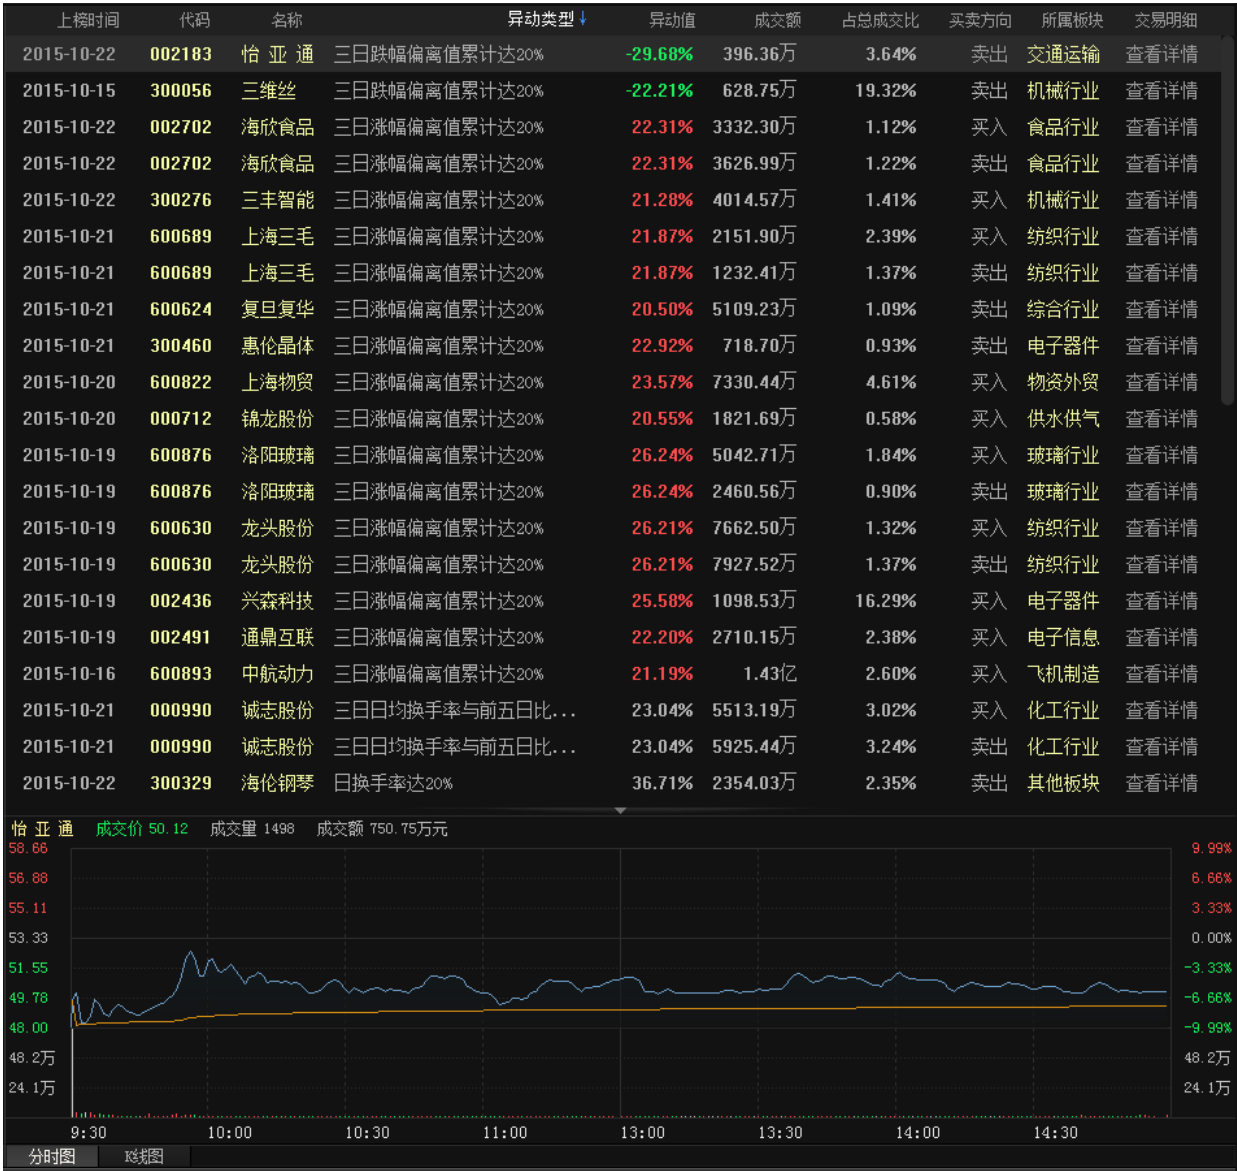 上榜时间 代码 名称 异动类型↓ 异动值 成交额 占总成交比 买卖方向 所属板块 交易明细
2015-10-22 002183 怡 亚 通 三日跌幅偏离值累计达20% -29.68% 396.36万 3.64% 卖出 交通运输 查看详情
2015-10-15 300056 三维丝 三日跌幅偏离值累计达20% -22.21% 628.75万 19.32% 卖出 机械行业 查看详情
2015-10-22 002702 海欣食品 三日涨幅偏离值累计达20% 22.31% 3332.30万 1.12% 买入 食品行业 查看详情
2015-10-22 002702 海欣食品 三日涨幅偏离值累计达20% 22.31% 3626.99万 1.22% 卖出 食品行业 查看详情
2015-10-22 300276 三丰智能 三日涨幅偏离值累计达20% 21.28% 4014.57万 1.41% 买入 机械行业 查看详情
2015-10-21 600689 上海三毛 三日涨幅偏离值累计达20% 21.87% 2151.90万 2.39% 买入 纺织行业 查看详情
2015-10-21 600689 上海三毛 三日涨幅偏离值累计达20% 21.87% 1232.41万 1.37% 卖出 纺织行业 查看详情
2015-10-21 600624 复旦复华 三日涨幅偏离值累计达20% 20.50% 5109.23万 1.09% 卖出 综合行业 查看详情
2015-10-21 300460 惠伦晶体 三日涨幅偏离值累计达20% 22.92% 718.70万 0.93% 卖出 电子器件 查看详情
2015-10-20 600822 上海物贸 三日涨幅偏离值累计达20% 23.57% 7330.44万 4.61% 买入 物资外贸 查看详情
2015-10-20 000712 锦龙股份 三日涨幅偏离值累计达20% 20.55% 1821.69万 0.58% 买入 供水供气 查看详情
2015-10-19 600876 洛阳玻璃 三日涨幅偏离值累计达20% 26.24% 5042.71万 1.84% 买入 玻璃行业 查看详情
2015-10-19 600876 洛阳玻璃 三日涨幅偏离值累计达20% 26.24% 2460.56万 0.90% 卖出 玻璃行业 查看详情
2015-10-19 600630 龙头股份 三日涨幅偏离值累计达20% 26.21% 7662.50万 1.32% 买入 纺织行业 查看详情
2015-10-19 600630 龙头股份 三日涨幅偏离值累计达20% 26.21% 7927.52万 1.37% 卖出 纺织行业 查看详情
2015-10-19 002436 兴森科技 三日涨幅偏离值累计达20% 25.58% 1098.53万 16.29% 买入 电子器件 查看详情
2015-10-19 002491 通鼎互联 三日涨幅偏离值累计达20% 22.20% 2710.15万 2.38% 买入 电子信息 查看详情
2015-10-16 600893 中航动力 三日涨幅偏离值累计达20% 21.19% 1.43亿 2.60% 买入 飞机制造 查看详情
2015-10-21 000990 诚志股份 三日日均换手率与前五日比... 23.04% 5513.19万 3.02% 买入 化工行业 查看详情
2015-10-21 000990 诚志股份 三日日均换手率与前五日比... 23.04% 5925.44万 3.24% 卖出 化工行业 查看详情
2015-10-22 300329 海伦钢琴 日换手率达20% 36.71% 2354.03万 2.35% 卖出 其他板块 查看详情
怡 亚 通 成交价 50.12 成交量 1498 成交额 750.75万元
58.66 9.99%
56.88 6.66%
55.11 3.33%
53.33 0.00%
51.55 -3.33%
49.78 -6.66%
48.00 -9.99%
48.2万 48.2万
24.1万 24.1万
9:30 10:00 10:30 11:00 13:00 13:30 14:00 14:30
分时图 K线图